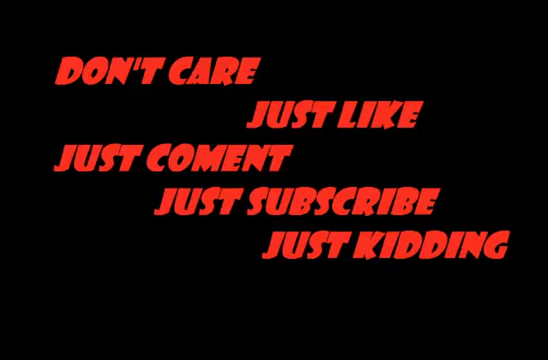 DON'T CARE
JUST LIKE
JUST COMENT
JUST SUBSCRIBE
JUST KIDDING